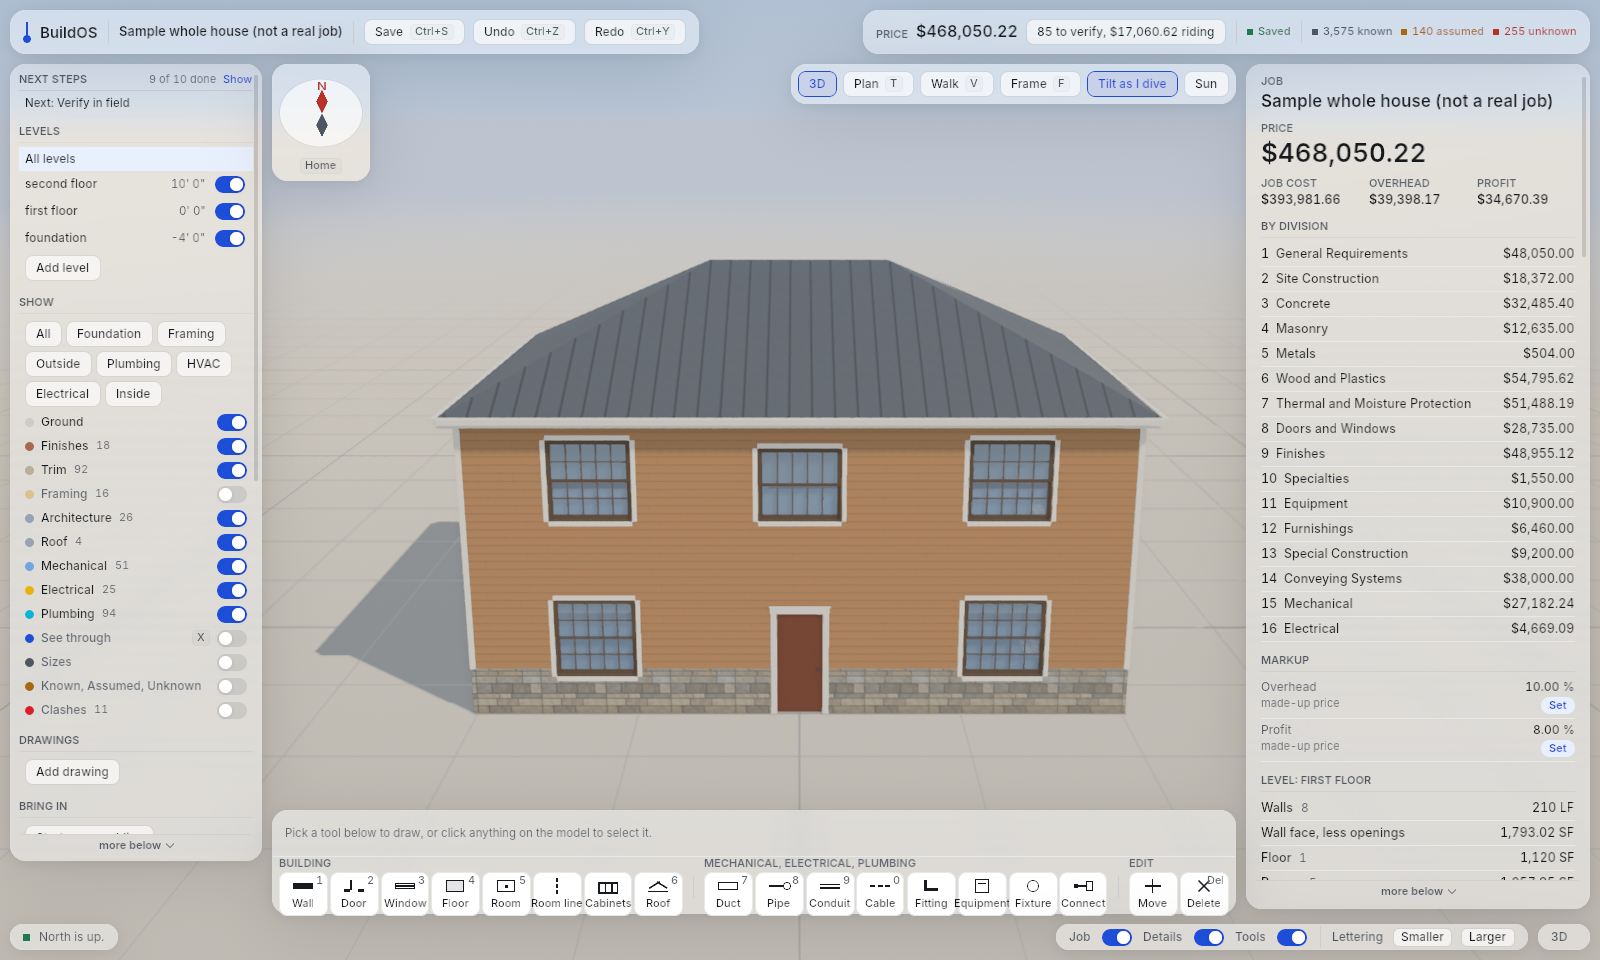 BuildOS
Sample whole house (not a real job)
Save Ctrl+S
Undo Ctrl+Z
Redo Ctrl+Y
PRICE $468,050.22
85 to verify, $17,060.62 riding
Saved
3,575 known
140 assumed
255 unknown
NEXT STEPS 9 of 10 done Show
Next: Verify in field
LEVELS
All levels
second floor 10' 0"
first floor 0' 0"
foundation -4' 0"
Add level
SHOW
All Foundation Framing
Outside Plumbing HVAC
Electrical Inside
Ground
Finishes 18
Trim 92
Framing 16
Architecture 26
Roof 4
Mechanical 51
Electrical 25
Plumbing 94
See through X
Sizes
Known, Assumed, Unknown
Clashes 11
DRAWINGS
Add drawing
BRING IN
more below
N
Home
3D
Plan T
Walk V
Frame F
Tilt as I dive
Sun
JOB
Sample whole house (not a real job)
PRICE
$468,050.22
JOB COST OVERHEAD PROFIT
$393,981.66 $39,398.17 $34,670.39
BY DIVISION
1 General Requirements $48,050.00
2 Site Construction $18,372.00
3 Concrete $32,485.40
4 Masonry $12,635.00
5 Metals $504.00
6 Wood and Plastics $54,795.62
7 Thermal and Moisture Protection $51,488.19
8 Doors and Windows $28,735.00
9 Finishes $48,955.12
10 Specialties $1,550.00
11 Equipment $10,900.00
12 Furnishings $6,460.00
13 Special Construction $9,200.00
14 Conveying Systems $38,000.00
15 Mechanical $27,182.24
16 Electrical $4,669.09
MARKUP
Overhead 10.00 %
made-up price Set
Profit 8.00 %
made-up price Set
LEVEL: FIRST FLOOR
Walls 8 210 LF
Wall face, less openings 1,793.02 SF
Floor 1 1,120 SF
more below
Pick a tool below to draw, or click anything on the model to select it.
BUILDING
1 2 3 4 5 6
Wall Door Window Floor Room Room line Cabinets Roof
MECHANICAL, ELECTRICAL, PLUMBING
7 8 9 0
Duct Pipe Conduit Cable Fitting Equipment Fixture Connect
EDIT
Del
Move Delete
North is up.
Job Details Tools Lettering Smaller Larger 3D